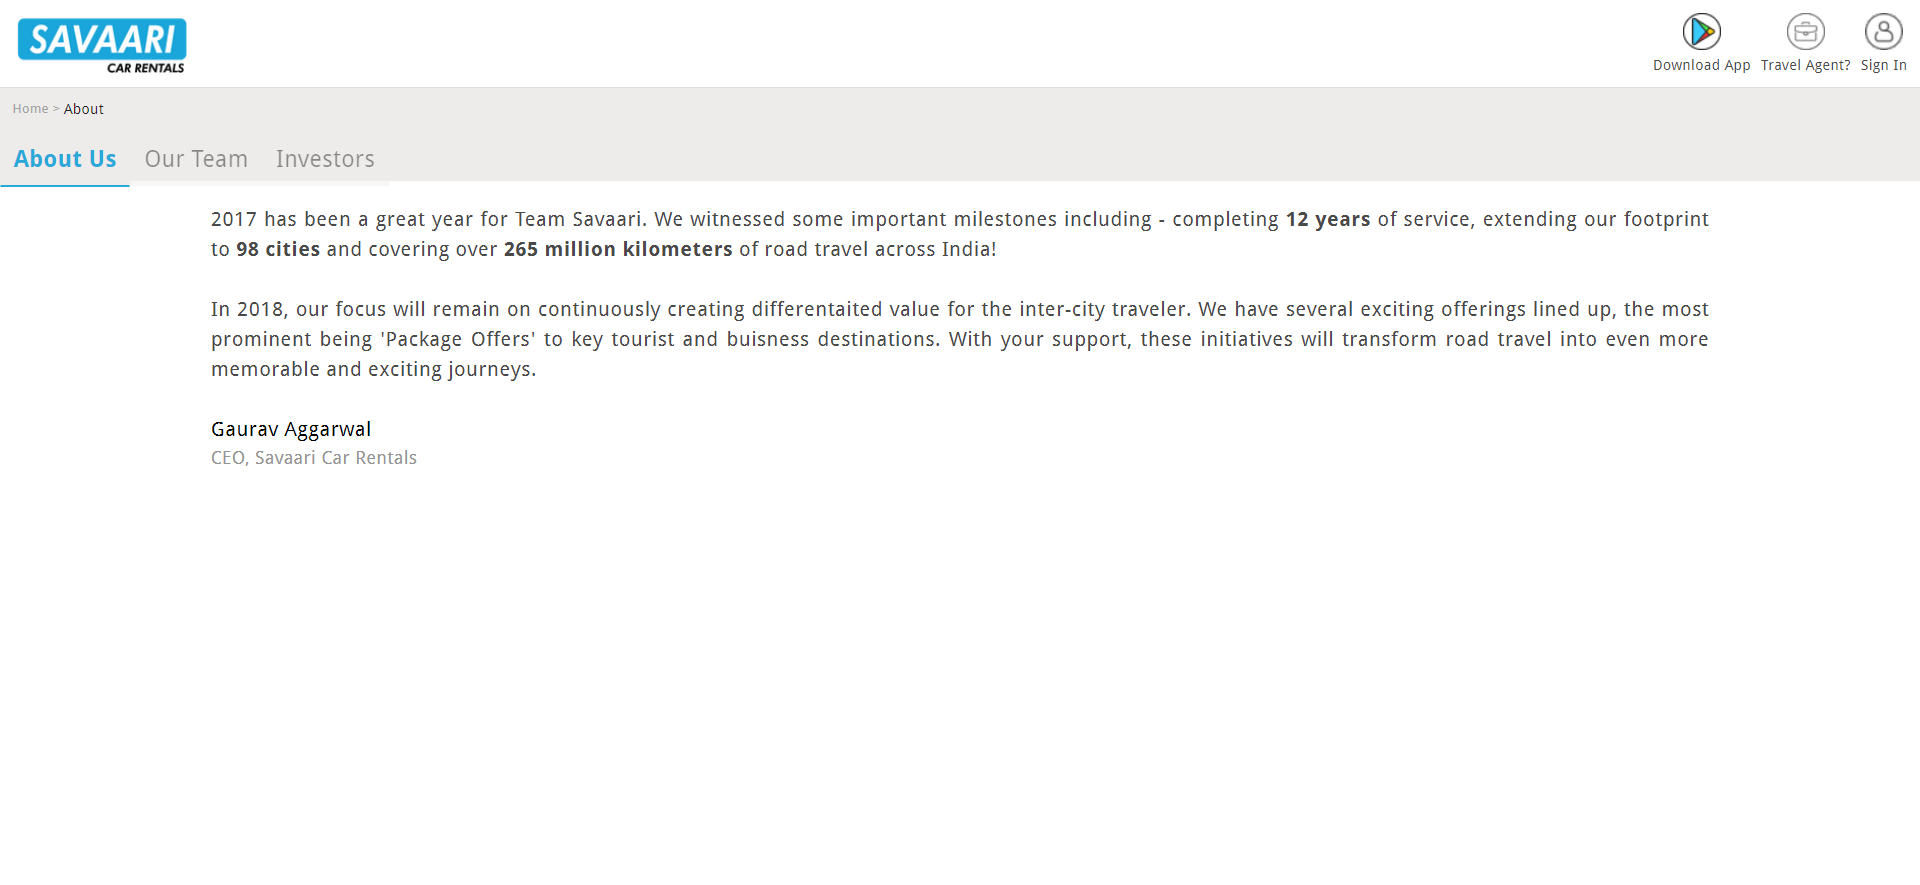 SAVAARI
CAR RENTALS
Download App
Travel Agent?
Sign In
Home > About
About Us
Our Team
Investors
2017 has been a great year for Team Savaari. We witnessed some important milestones including - completing 12 years of service, extending our footprint
to 98 cities and covering over 265 million kilometers of road travel across India!
In 2018, our focus will remain on continuously creating differentaited value for the inter-city traveler. We have several exciting offerings lined up, the most
prominent being 'Package Offers' to key tourist and buisness destinations. With your support, these initiatives will transform road travel into even more
memorable and exciting journeys.
Gaurav Aggarwal
CEO, Savaari Car Rentals